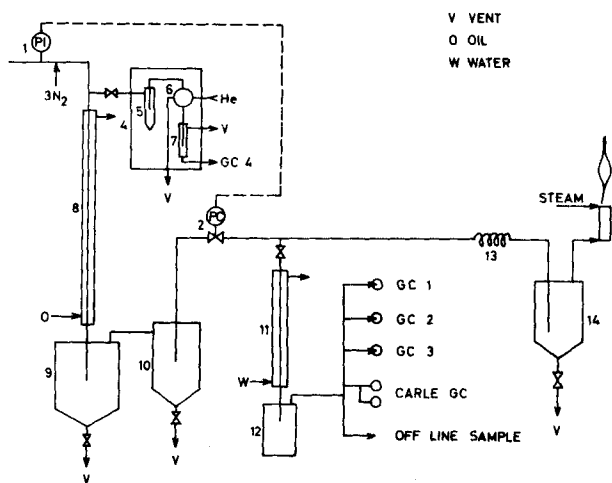 V VENT
O OIL
W WATER
1
PI
3N₂
4
5
6
He
7
V
GC 4
V
8
PC
2
STEAM
13
O
9
10
11
W
12
GC 1
GC 2
GC 3
CARLE GC
OFF LINE SAMPLE
14
V
V
V